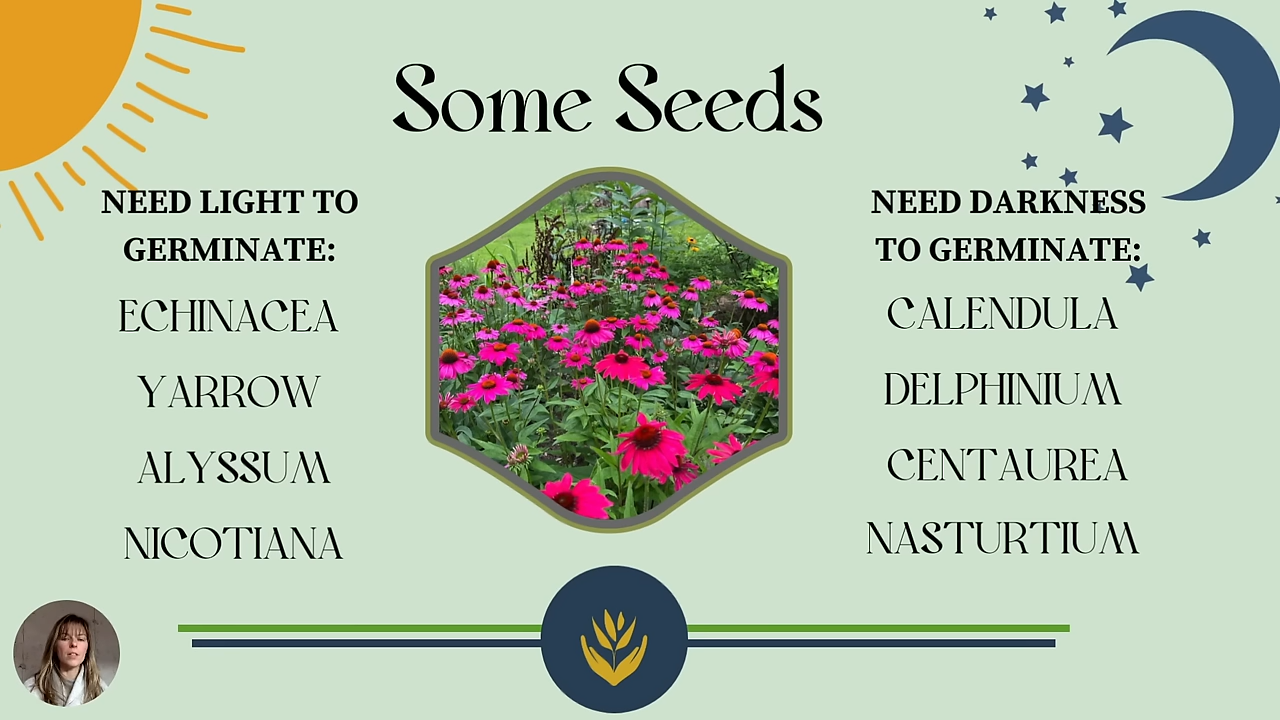 Some Seeds
NEED LIGHT TO
GERMINATE:
ECHINACEA
YARROW
ALYSSUM
NICOTIANA
NEED DARKNESS
TO GERMINATE:
CALENDULA
DELPHINIUM
CENTAUREA
NASTURTIUM